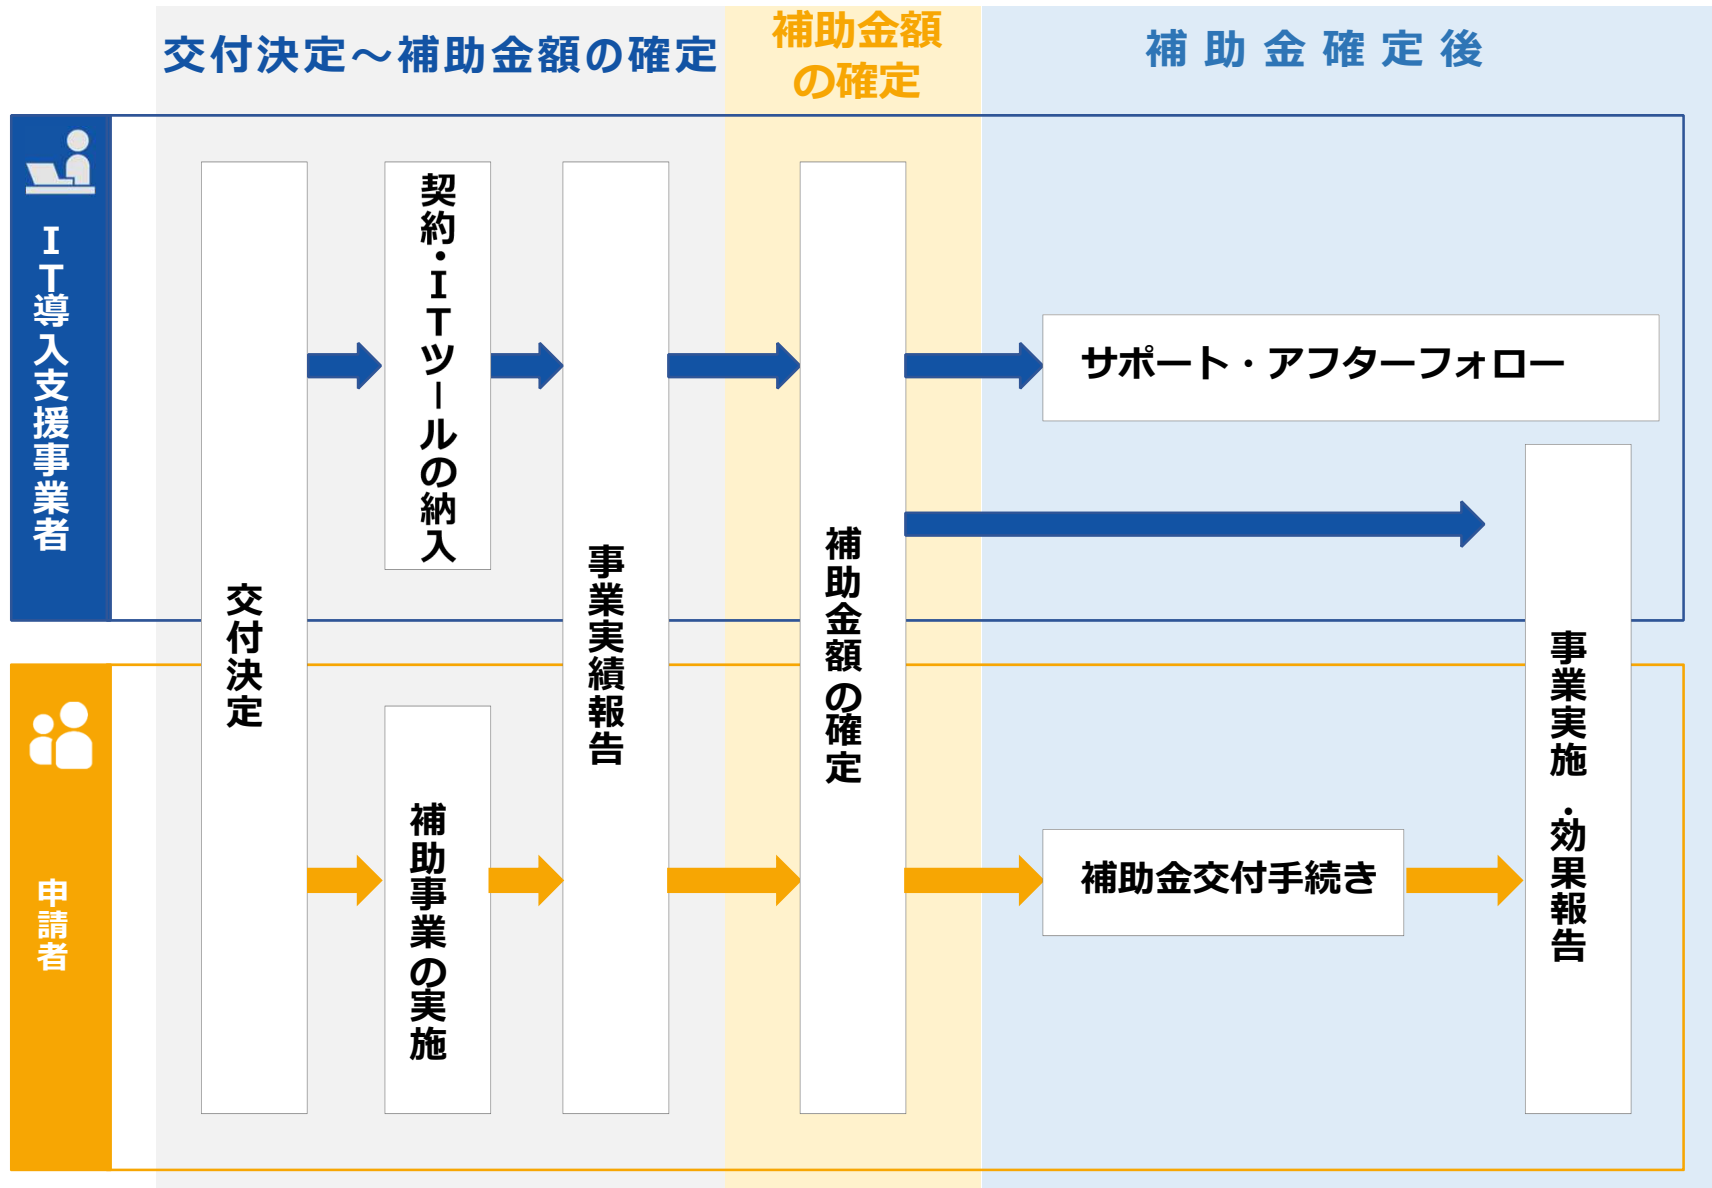 交付決定～補助金額の確定
補助金額
の確定
補助金確定後
ＩＴ導入支援事業者
交付決定
契約・ＩＴツールの納入
事業実績報告
補助金額の確定
サポート・アフターフォロー
事業実施・効果報告
申請者
補助事業の実施
補助金交付手続き